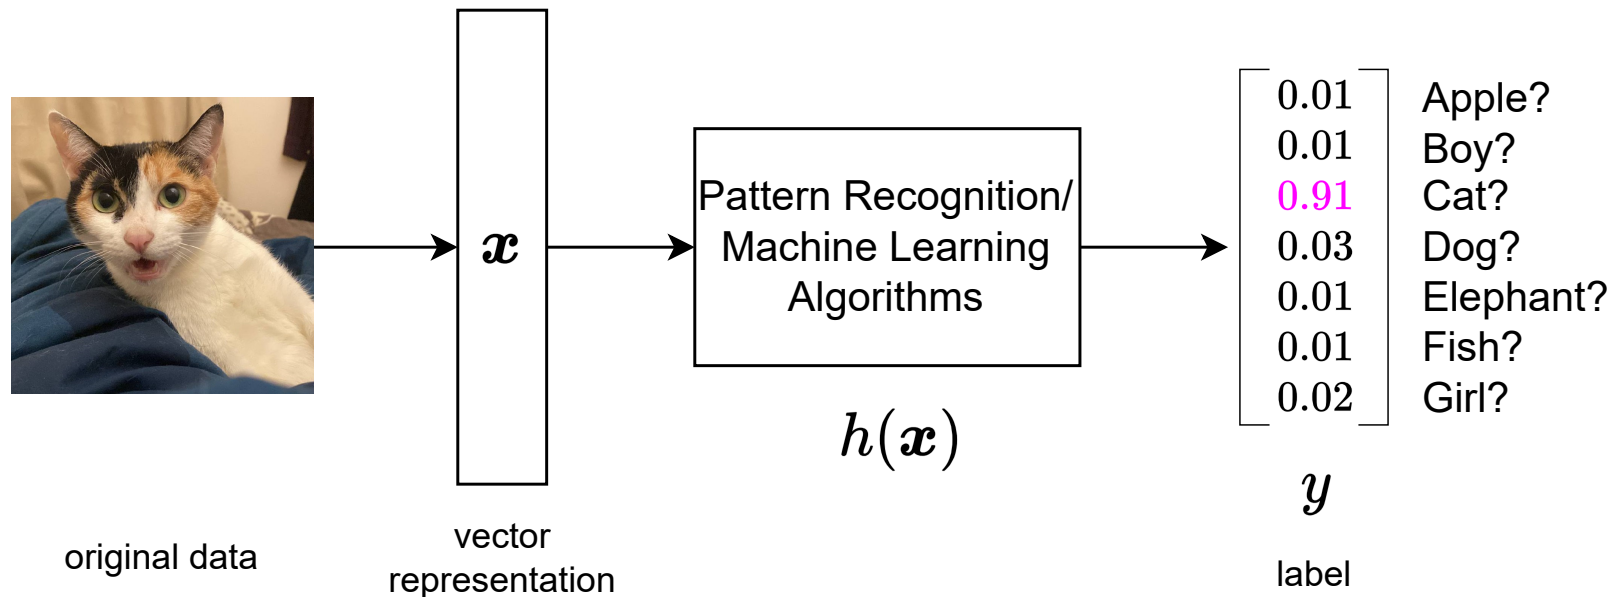 original data
x
vector
representation
Pattern Recognition/
Machine Learning
Algorithms
h(x)
0.01 Apple?
0.01 Boy?
0.91 Cat?
0.03 Dog?
0.01 Elephant?
0.01 Fish?
0.02 Girl?
y
label